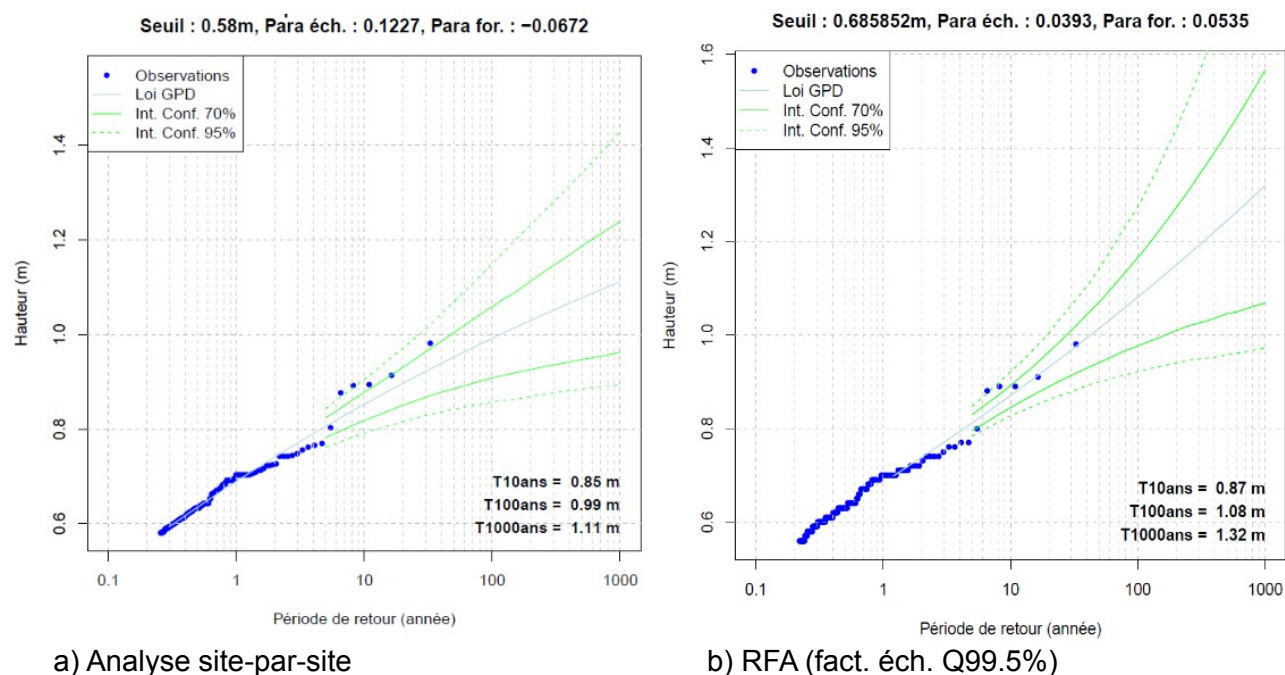 Seuil : 0.58m, Para éch. : 0.1227, Para for. : −0.0672
Observations
Loi GPD
Int. Conf. 70%
Int. Conf. 95%
Hauteur (m)
1.4
1.2
1.0
0.8
0.6
T10ans = 0.85 m
T100ans = 0.99 m
T1000ans = 1.11 m
0.1
1
10
100
1000
Période de retour (année)
a) Analyse site-par-site
Seuil : 0.685852m, Para éch. : 0.0393, Para for. : 0.0535
Observations
Loi GPD
Int. Conf. 70%
Int. Conf. 95%
Hauteur (m)
1.6
1.4
1.2
1.0
0.8
0.6
T10ans = 0.87 m
T100ans = 1.08 m
T1000ans = 1.32 m
0.1
1
10
100
1000
Période de retour (année)
b) RFA (fact. éch. Q99.5%)